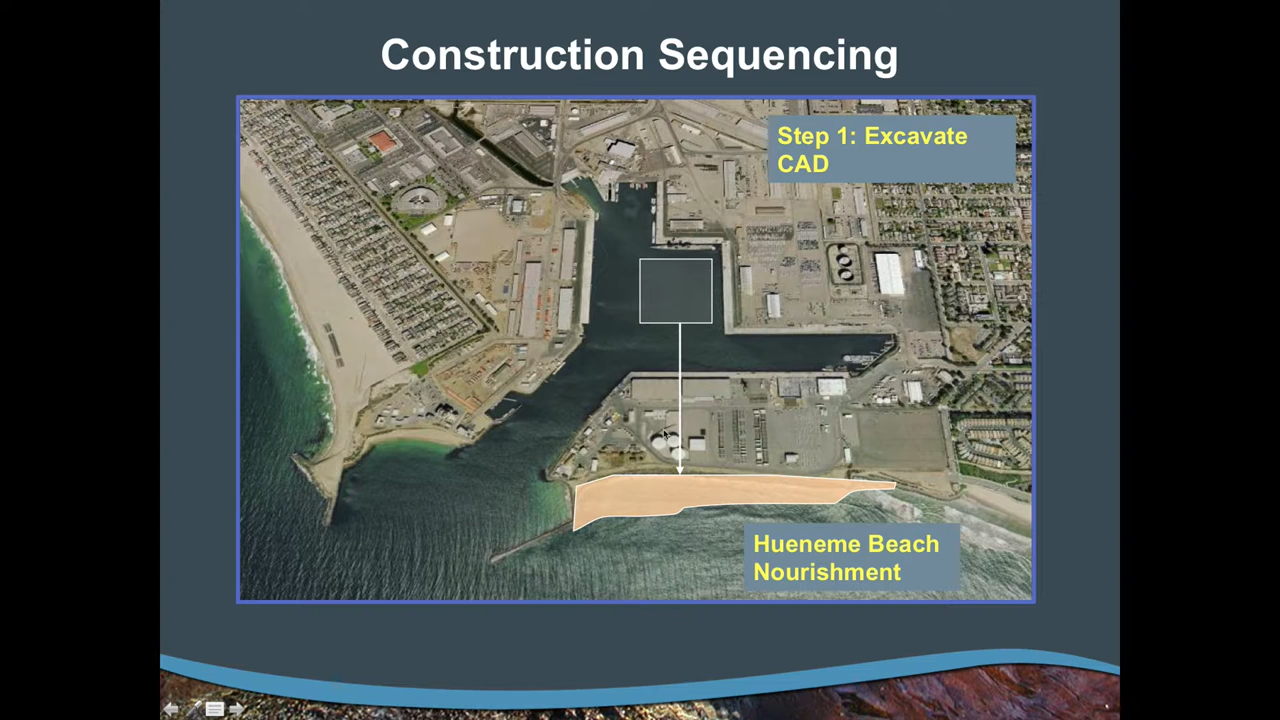 Construction Sequencing
Step 1: Excavate
CAD
Hueneme Beach
Nourishment